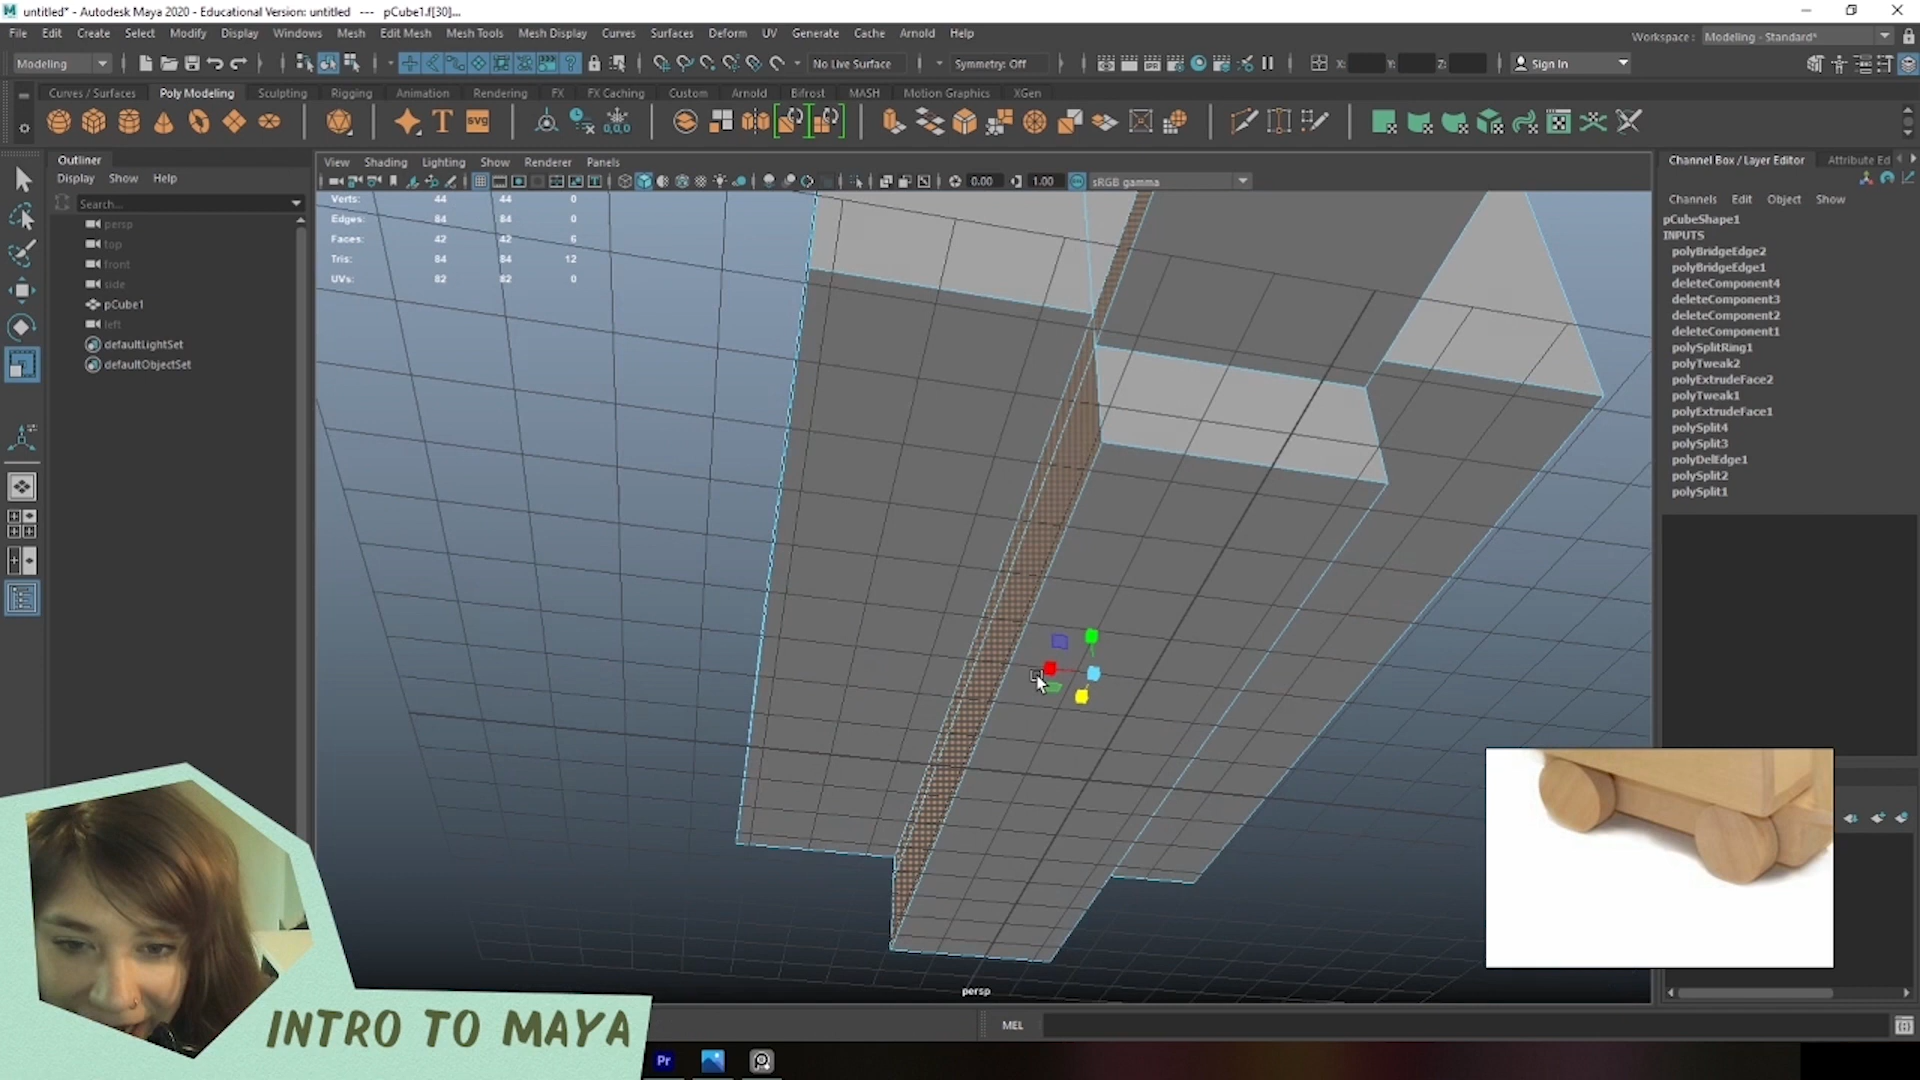 untitled* - Autodesk Maya 2020 - Educational Version: untitled --- pCube1.f[30]...
File Edit Create Select Modify Display Windows Mesh Edit Mesh Mesh Tools Mesh Display Curves Surfaces Deform UV Generate Cache Arnold Help
Workspace : Modeling - Standard*
Modeling No Live Surface Symmetry: Off X: Y: Z: Sign In
Curves / Surfaces Poly Modeling Sculpting Rigging Animation Rendering FX FX Caching Custom Arnold Bifrost MASH Motion Graphics XGen
T SVG 0,0,0
Outliner
Display Show Help
Search...
persp
top
front
side
pCube1
left
defaultLightSet
defaultObjectSet
View Shading Lighting Show Renderer Panels
0.00 1.00 sRGB gamma
Verts: 44 44 0
Edges: 84 84 0
Faces: 42 42 6
Tris: 84 84 12
UVs: 82 82 0
persp
Channel Box / Layer Editor Attribute Ed
Channels Edit Object Show
pCubeShape1
INPUTS
polyBridgeEdge2
polyBridgeEdge1
deleteComponent4
deleteComponent3
deleteComponent2
deleteComponent1
polySplitRing1
polyTweak2
polyExtrudeFace2
polyTweak1
polyExtrudeFace1
polySplit4
polySplit3
polyDelEdge1
polySplit2
polySplit1
MEL
INTRO TO MAYA
Pr